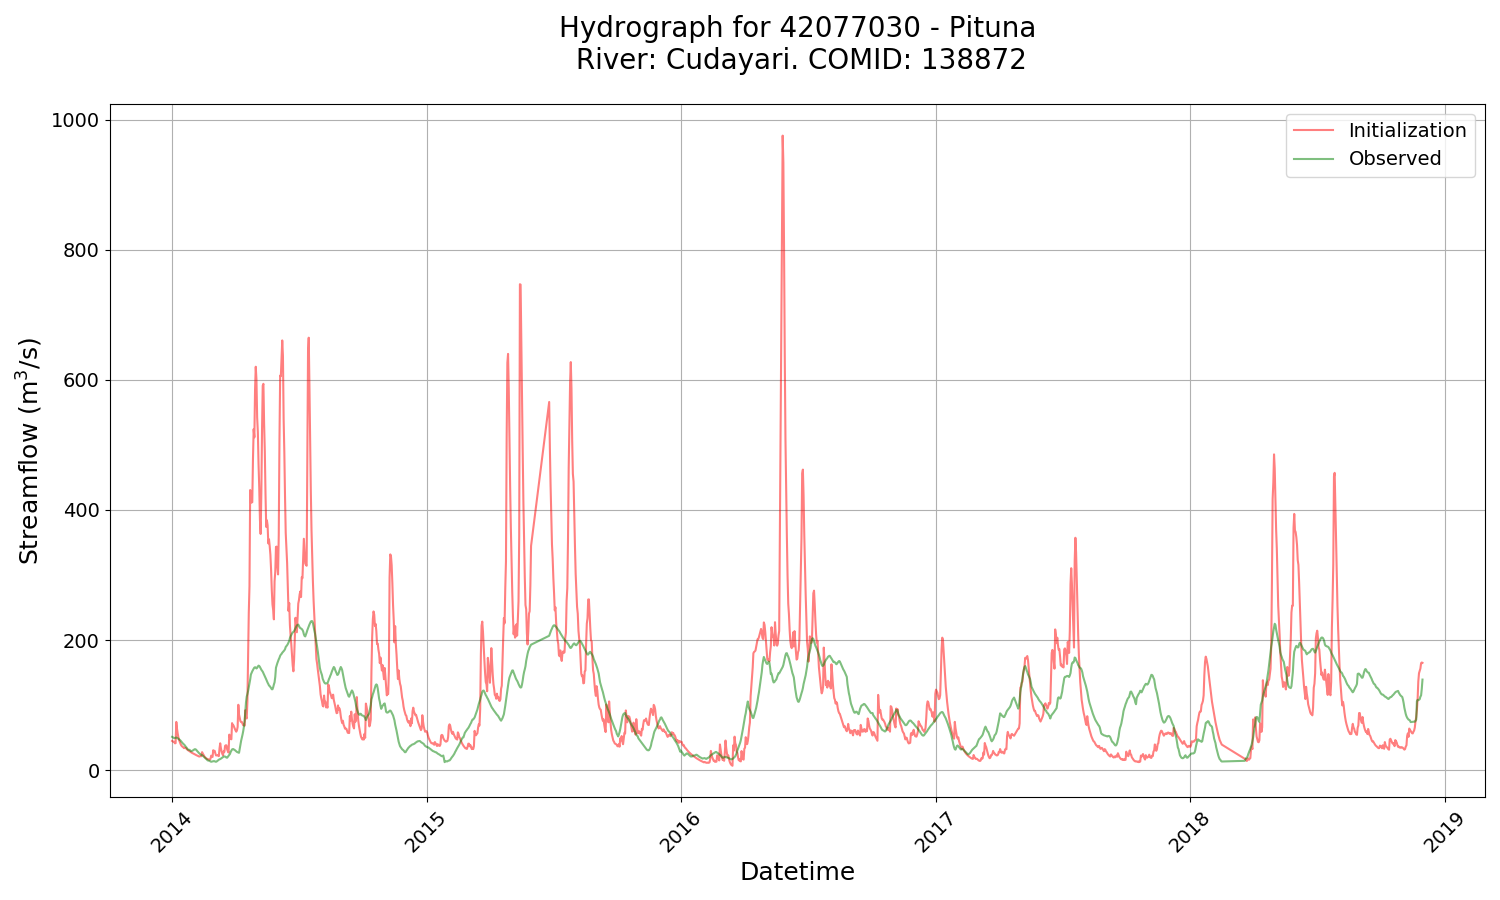 Hydrograph for 42077030 - Pituna
River: Cudayari. COMID: 138872
Streamflow (m³/s)
1000
800
600
400
200
0
Initialization
Observed
2014
2015
2016
2017
2018
2019
Datetime